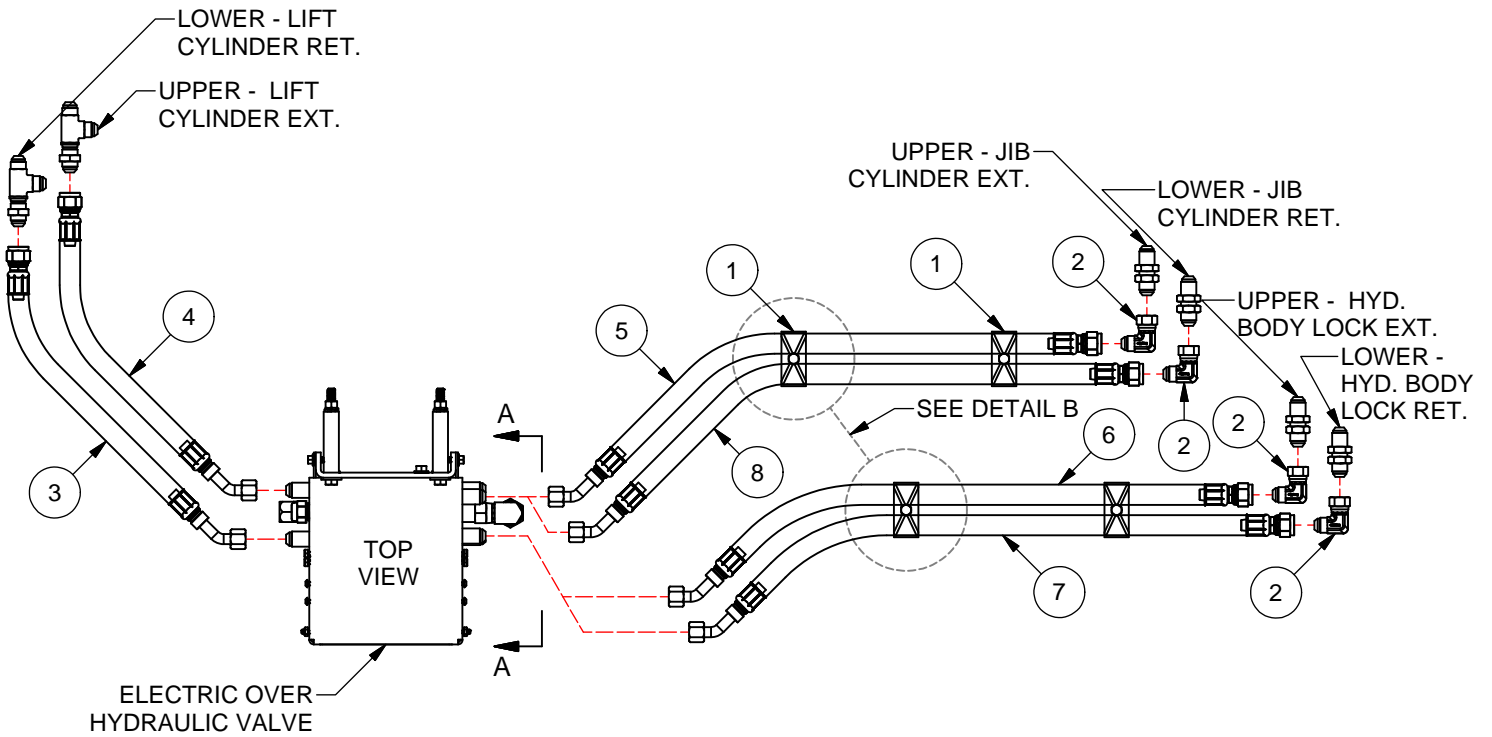 LOWER - LIFT
CYLINDER RET.
UPPER - LIFT
CYLINDER EXT.
UPPER - JIB
CYLINDER EXT.
LOWER - JIB
CYLINDER RET.
1
1
2
UPPER - HYD.
BODY LOCK EXT.
4
5
LOWER -
HYD. BODY
LOCK RET.
A
SEE DETAIL B
6
2
2
3
8
TOP
VIEW
7
2
A
ELECTRIC OVER
HYDRAULIC VALVE